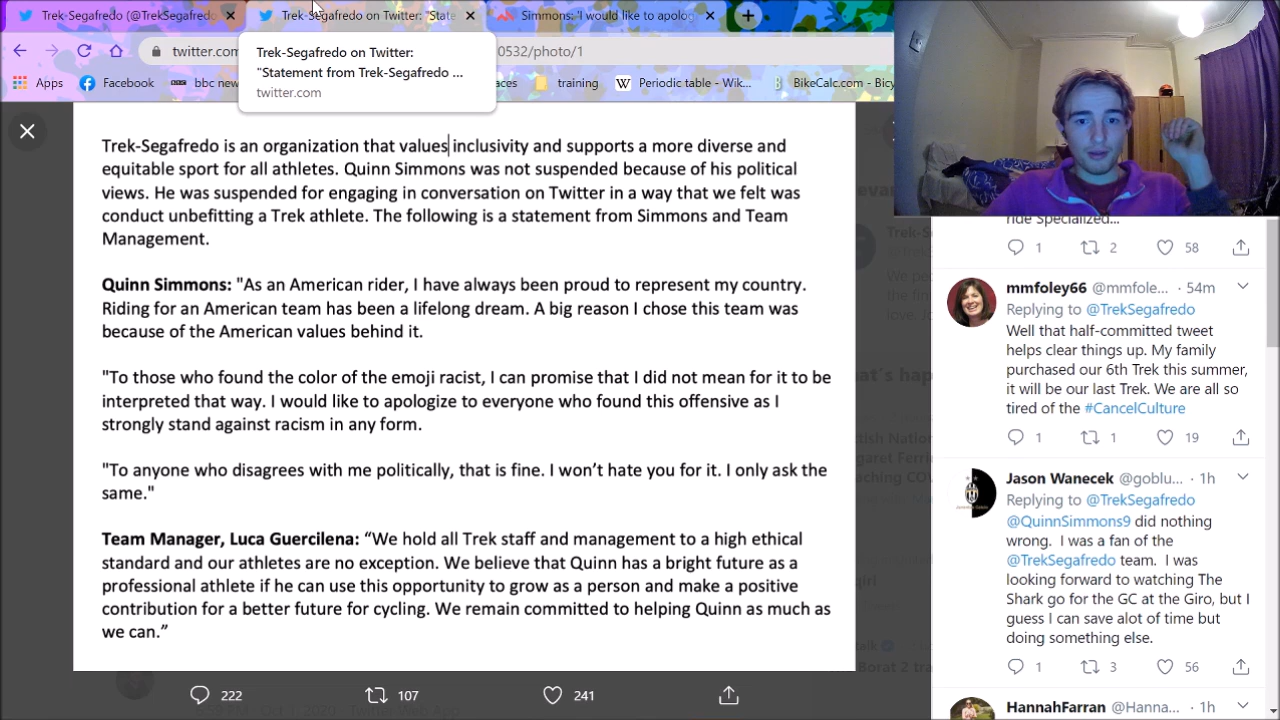 Trek-Segafredo (@TrekSegafredo
Trek-Segafredo on Twitter: "State
Simmons: 'I would like to apolog
twitter.com
0532/photo/1
Trek-Segafredo on Twitter:
"Statement from Trek-Segafredo ...
twitter.com
Apps
Facebook
bbc new
training
Periodic table - Wik...
BikeCalc.com - Bicy
Trek-Segafredo is an organization that values inclusivity and supports a more diverse and
equitable sport for all athletes. Quinn Simmons was not suspended because of his political
views. He was suspended for engaging in conversation on Twitter in a way that we felt was
conduct unbefitting a Trek athlete. The following is a statement from Simmons and Team
Management.
Quinn Simmons: "As an American rider, I have always been proud to represent my country.
Riding for an American team has been a lifelong dream. A big reason I chose this team was
because of the American values behind it.
"To those who found the color of the emoji racist, I can promise that I did not mean for it to be
interpreted that way. I would like to apologize to everyone who found this offensive as I
strongly stand against racism in any form.
"To anyone who disagrees with me politically, that is fine. I won't hate you for it. I only ask the
same."
Team Manager, Luca Guercilena: “We hold all Trek staff and management to a high ethical
standard and our athletes are no exception. We believe that Quinn has a bright future as a
professional athlete if he can use this opportunity to grow as a person and make a positive
contribution for a better future for cycling. We remain committed to helping Quinn as much as
we can.”
222
107
241
ride Specialized...
1
2
58
mmfoley66 @mmfole... · 54m
Replying to @TrekSegafredo
Well that half-committed tweet
helps clear things up. My family
purchased our 6th Trek this summer,
it will be our last Trek. We are all so
tired of the #CancelCulture
1
1
19
Jason Wanecek @goblu... · 1h
Replying to @TrekSegafredo
@QuinnSimmons9 did nothing
wrong. I was a fan of the
@TrekSegafredo team. I was
looking forward to watching The
Shark go for the GC at the Giro, but I
guess I can save alot of time but
doing something else.
1
3
56
HannahFarran @Hanna... · 1h